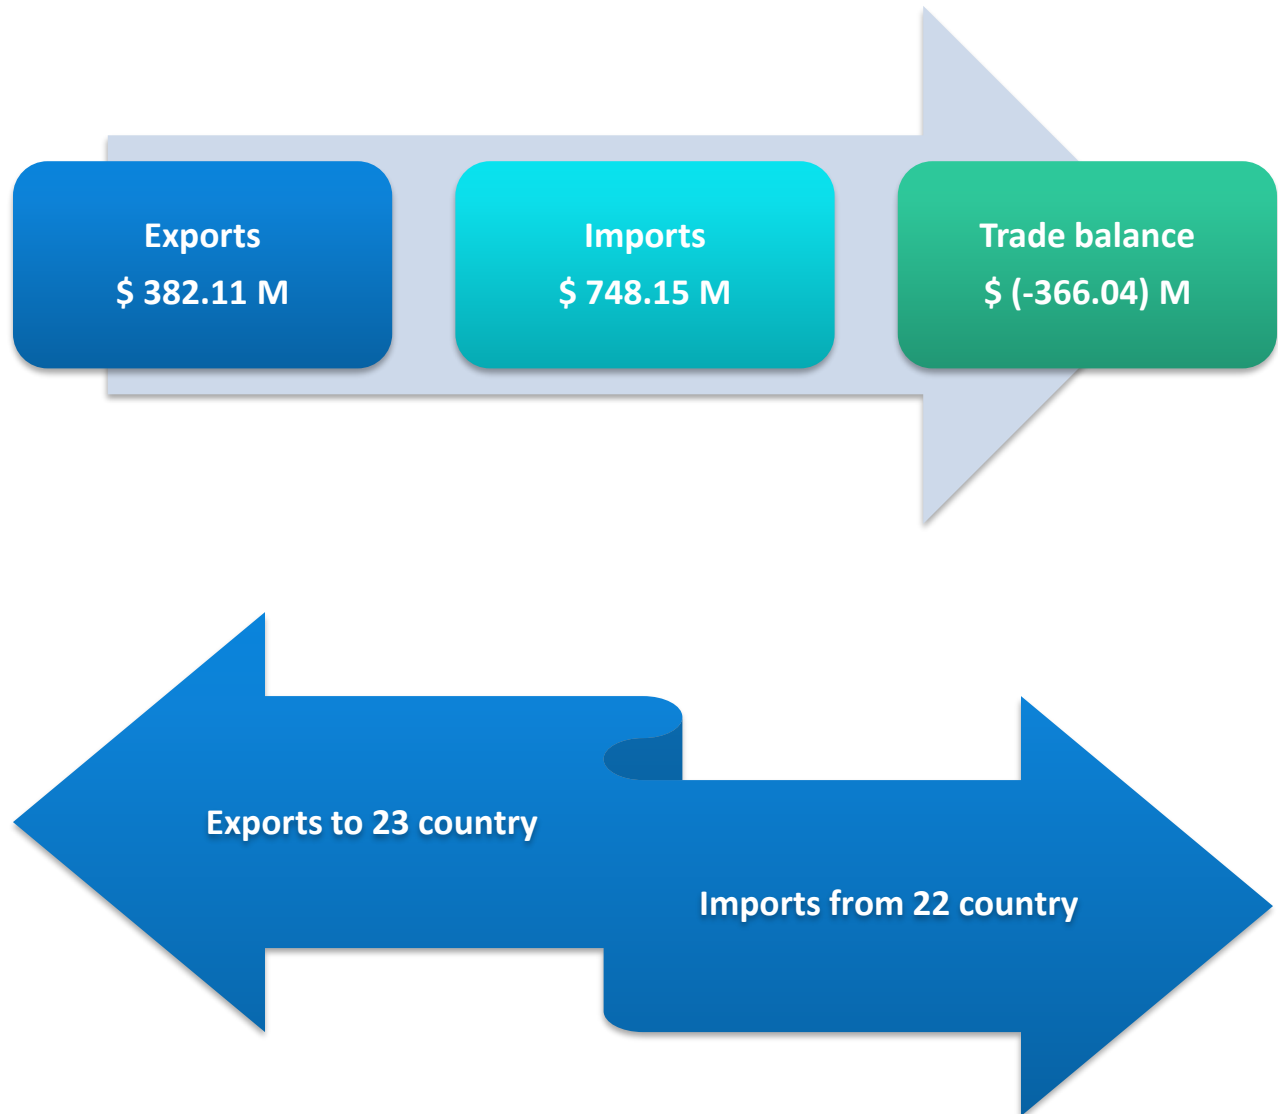 Exports
$ 382.11 M
Imports
$ 748.15 M
Trade balance
$ (-366.04) M
Exports to 23 country
Imports from 22 country